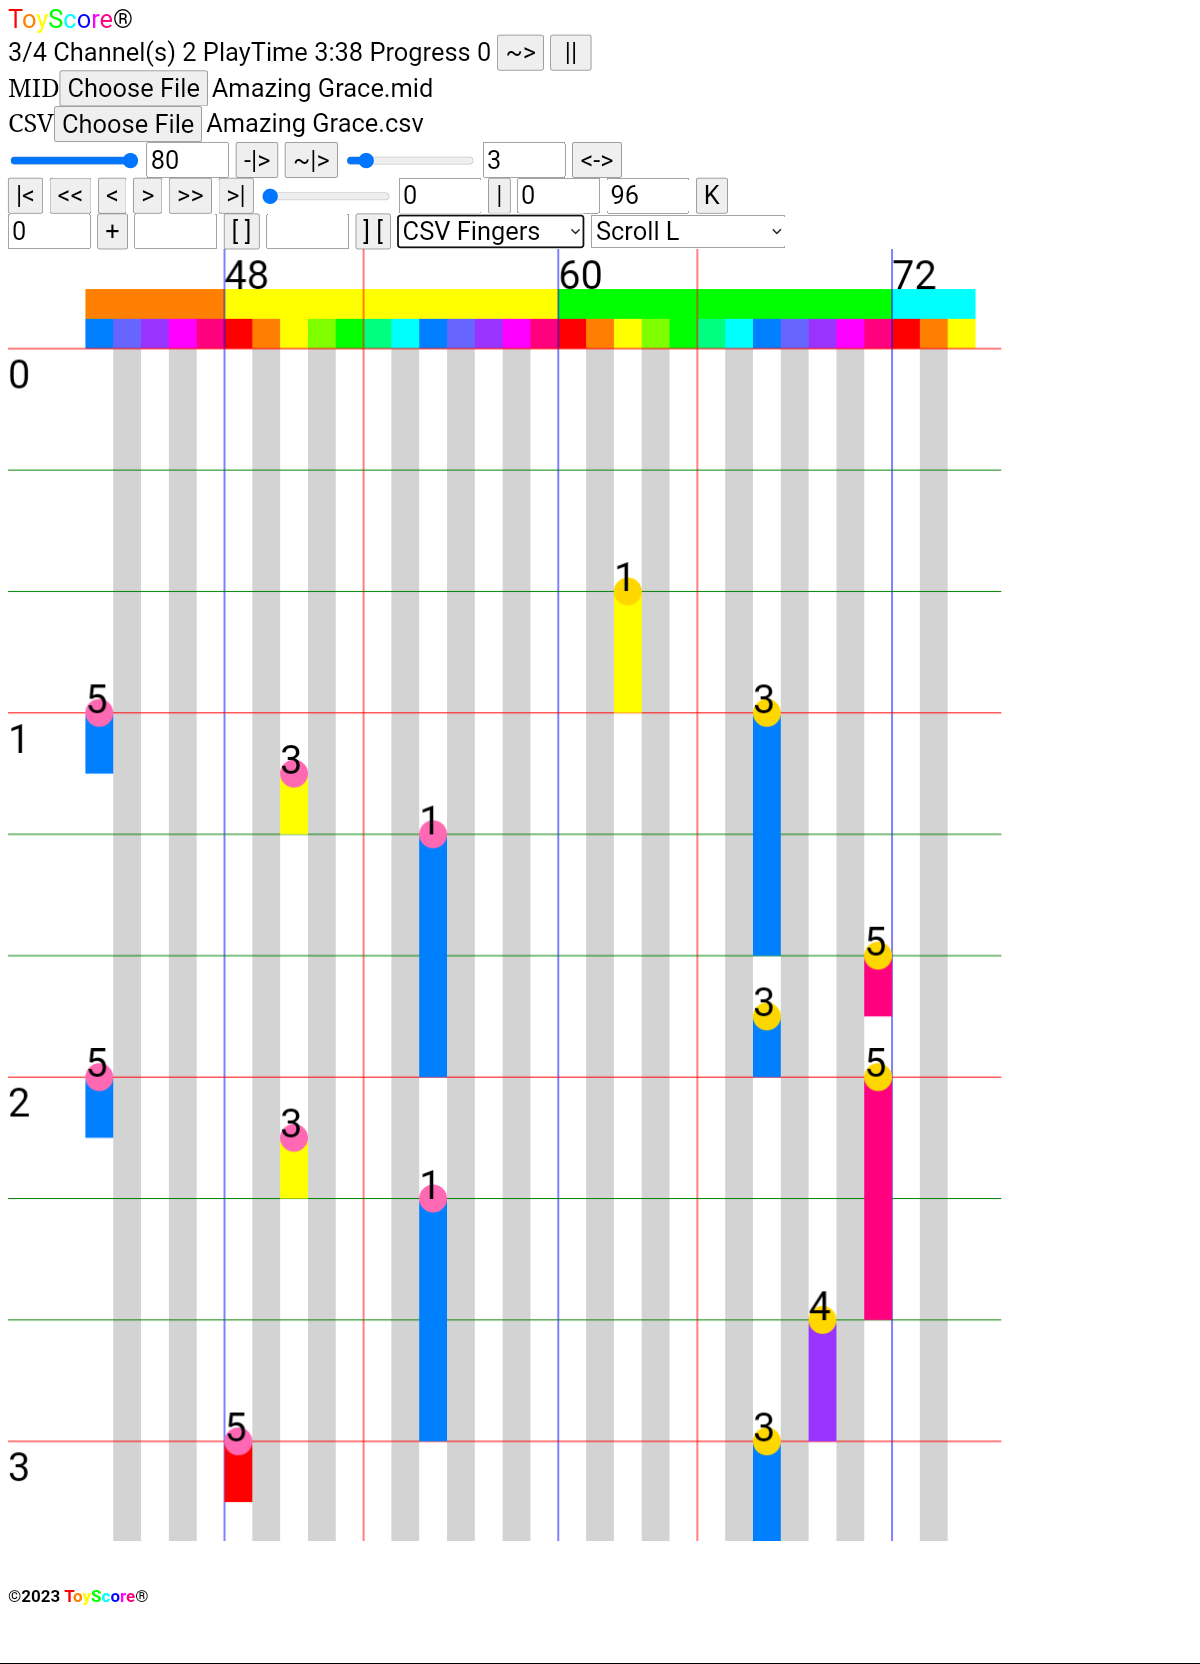 ToyScore®
3/4 Channel(s) 2 PlayTime 3:38 Progress 0 ~> ||
MID Choose File Amazing Grace.mid
CSV Choose File Amazing Grace.csv
80 -|> ~|> 3 <->
|< << < > >> >| 0 | 0 96 K
0 + [ ] ] [ CSV Fingers Scroll L
48 60 72
0
1
5 3
1
3
1
5
3
5 5
2
3
1
4
5 3
3
©2023 ToyScore®